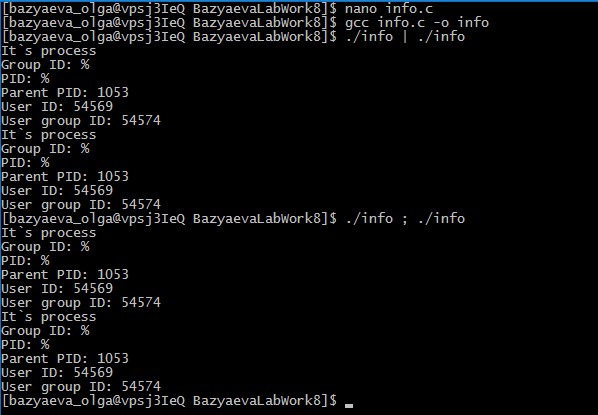 [bazyaeva_olga@vpsj3IeQ BazyaevaLabWork8]$ nano info.c
[bazyaeva_olga@vpsj3IeQ BazyaevaLabWork8]$ gcc info.c -o info
[bazyaeva_olga@vpsj3IeQ BazyaevaLabWork8]$ ./info | ./info
It`s process
Group ID: %
PID: %
Parent PID: 1053
User ID: 54569
User group ID: 54574
It`s process
Group ID: %
PID: %
Parent PID: 1053
User ID: 54569
User group ID: 54574
[bazyaeva_olga@vpsj3IeQ BazyaevaLabWork8]$ ./info ; ./info
It`s process
Group ID: %
PID: %
Parent PID: 1053
User ID: 54569
User group ID: 54574
It`s process
Group ID: %
PID: %
Parent PID: 1053
User ID: 54569
User group ID: 54574
[bazyaeva_olga@vpsj3IeQ BazyaevaLabWork8]$